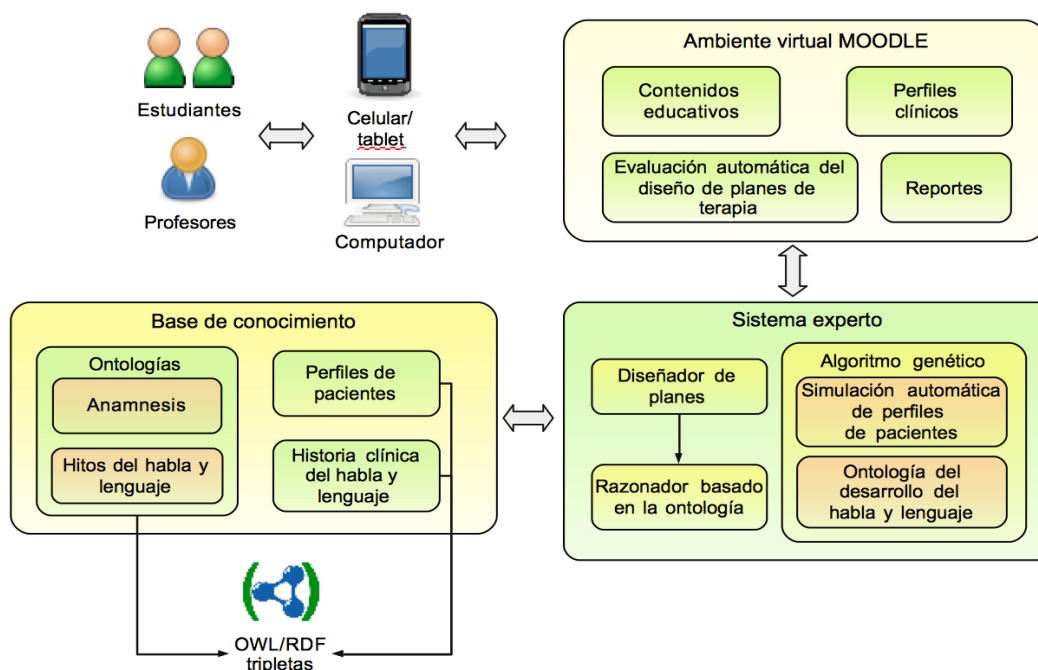 Estudiantes
Profesores
Celular/
tablet
Computador
Ambiente virtual MOODLE
Contenidos
educativos
Perfiles
clínicos
Evaluación automática del
diseño de planes de
terapia
Reportes
Base de conocimiento
Ontologías
Anamnesis
Hitos del habla y
lenguaje
Perfiles de
pacientes
Historia clínica
del habla y
lenguaje
OWL/RDF
tripletas
Sistema experto
Diseñador de
planes
Razonador basado
en la ontología
Algoritmo genético
Simulación automática
de perfiles
de pacientes
Ontología del
desarrollo del
habla y lenguaje